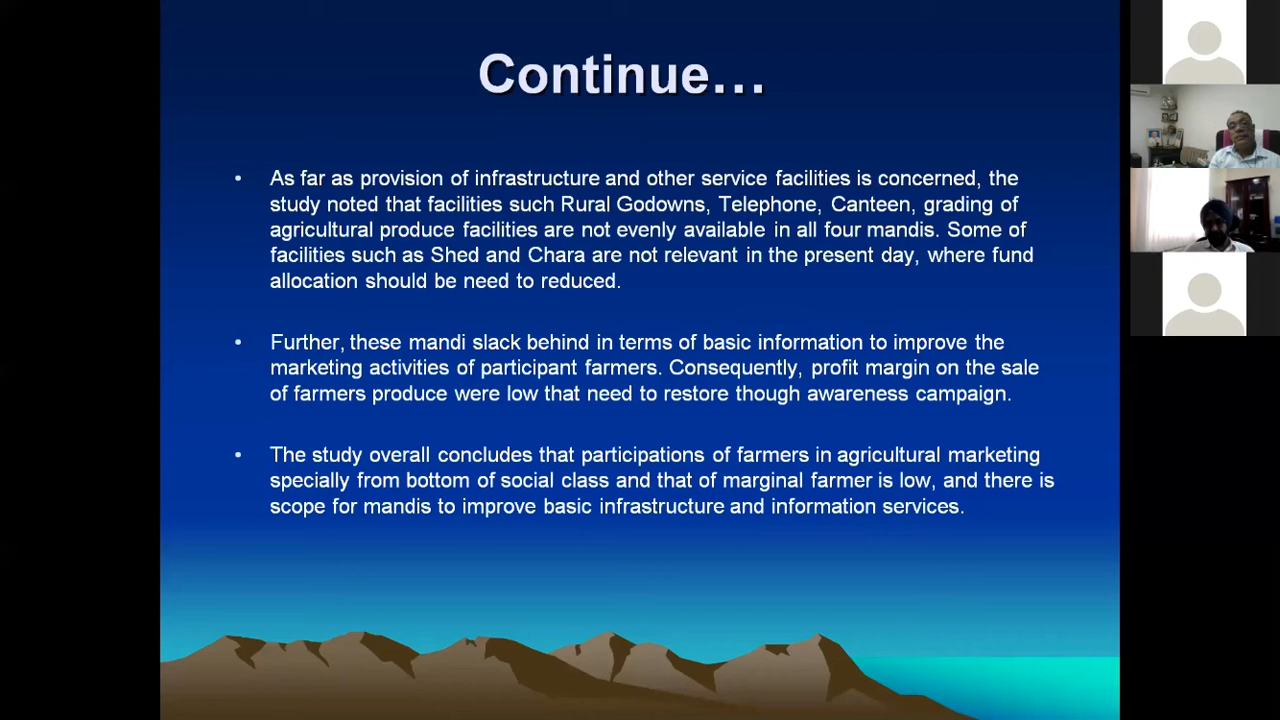 Continue...
• As far as provision of infrastructure and other service facilities is concerned, the
study noted that facilities such Rural Godowns, Telephone, Canteen, grading of
agricultural produce facilities are not evenly available in all four mandis. Some of
facilities such as Shed and Chara are not relevant in the present day, where fund
allocation should be need to reduced.
• Further, these mandi slack behind in terms of basic information to improve the
marketing activities of participant farmers. Consequently, profit margin on the sale
of farmers produce were low that need to restore though awareness campaign.
• The study overall concludes that participations of farmers in agricultural marketing
specially from bottom of social class and that of marginal farmer is low, and there is
scope for mandis to improve basic infrastructure and information services.